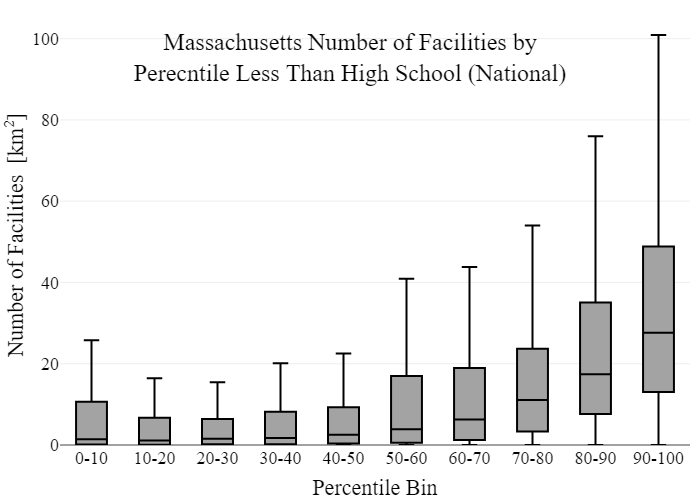 Massachusetts Number of Facilities by
Perecntile Less Than High School (National)
Number of Facilities [km²]
100
80
60
40
20
0
0-10 10-20 20-30 30-40 40-50 50-60 60-70 70-80 80-90 90-100
Percentile Bin